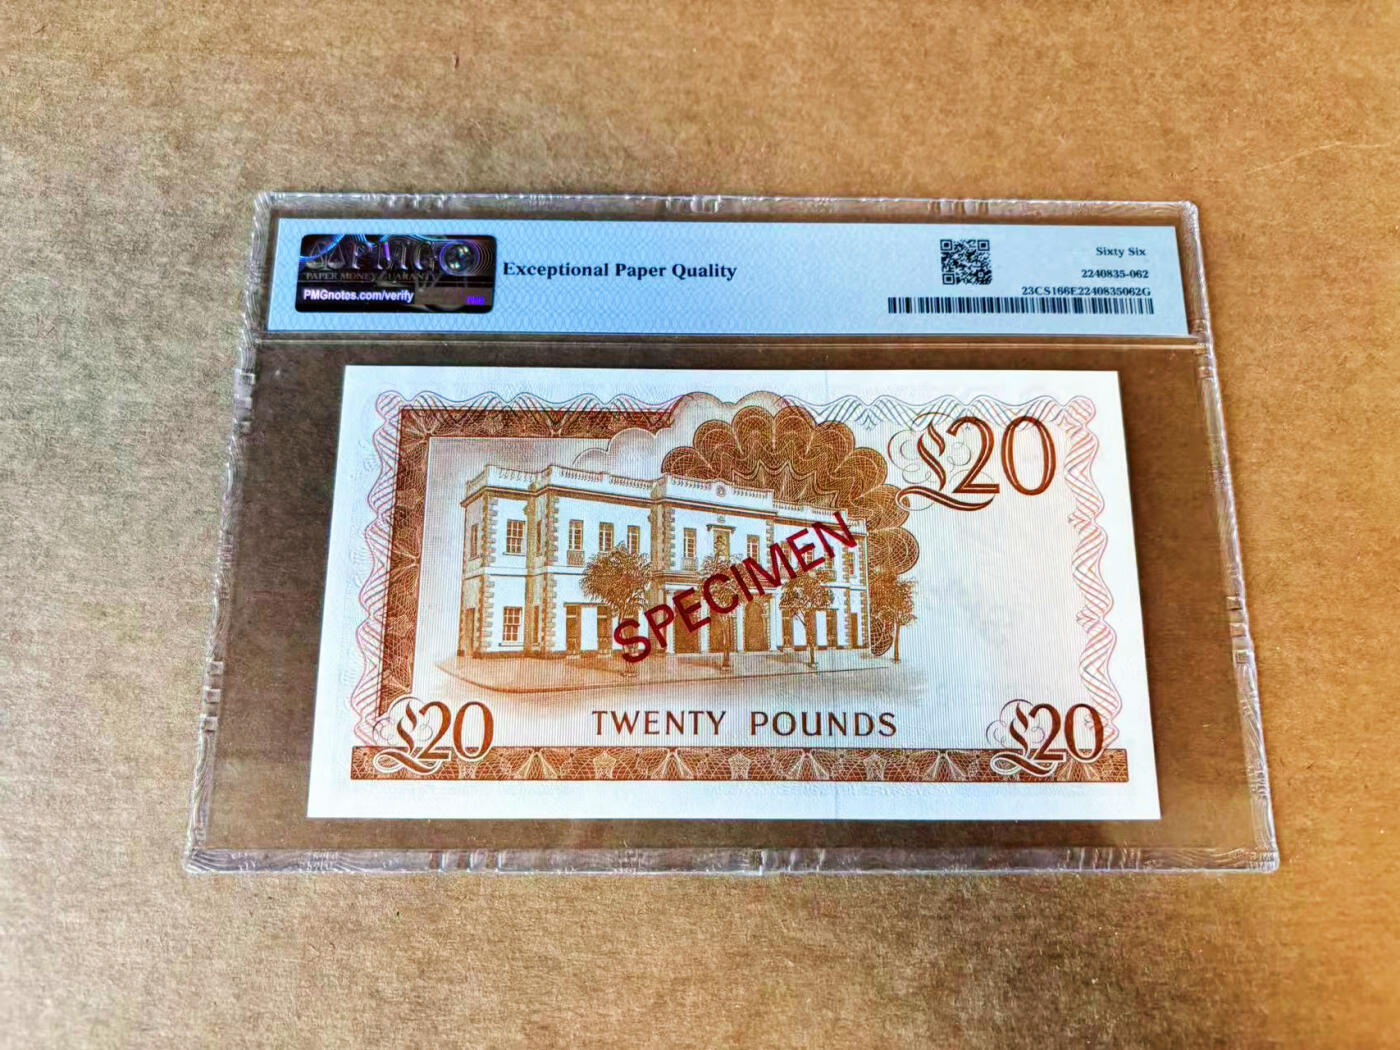 PMG
PAPER MONEY GUARANTY
PMGnotes.com/verify
PMG
Exceptional Paper Quality
Sixty Six
2240835-062
23CS166E2240835062G
£20
SPECIMEN
£20
TWENTY POUNDS
£20